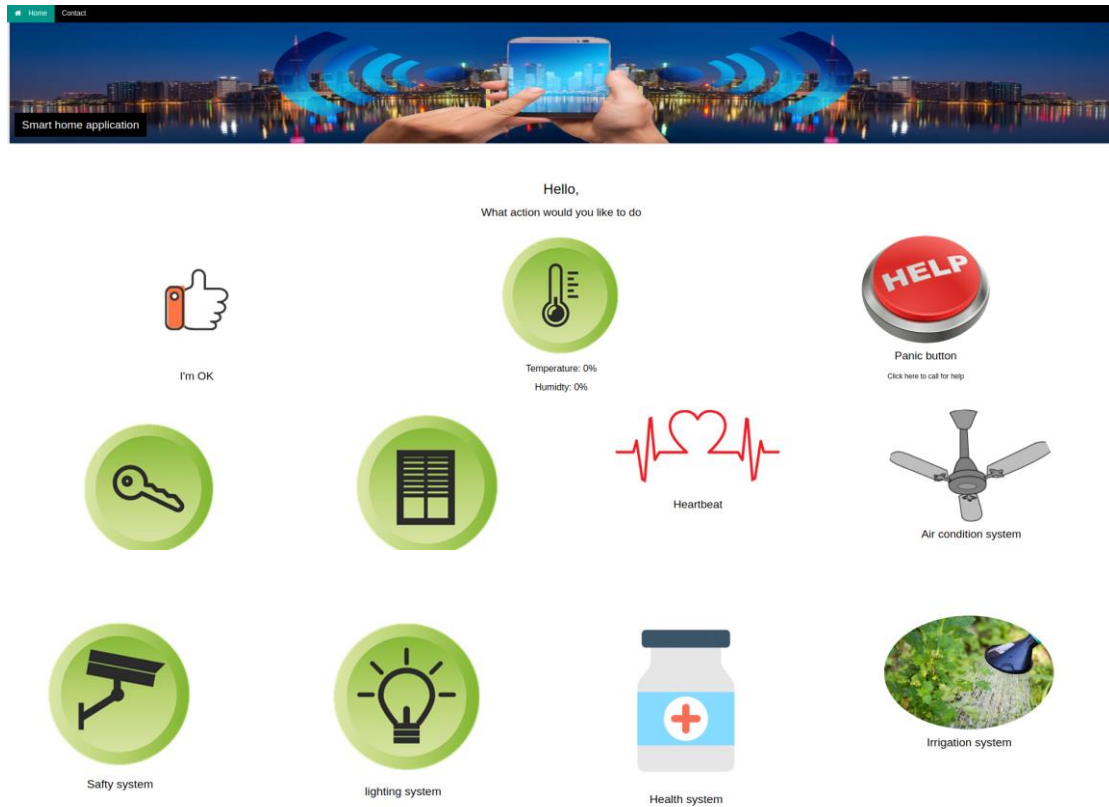 Home Contact
Smart home application
Hello,
What action would you like to do
HELP
I'm OK
Temperature: 0%
Humidty: 0%
Panic button
Click here to call for help
Heartbeat
Air condition system
Safty system
lighting system
Health system
Irrigation system